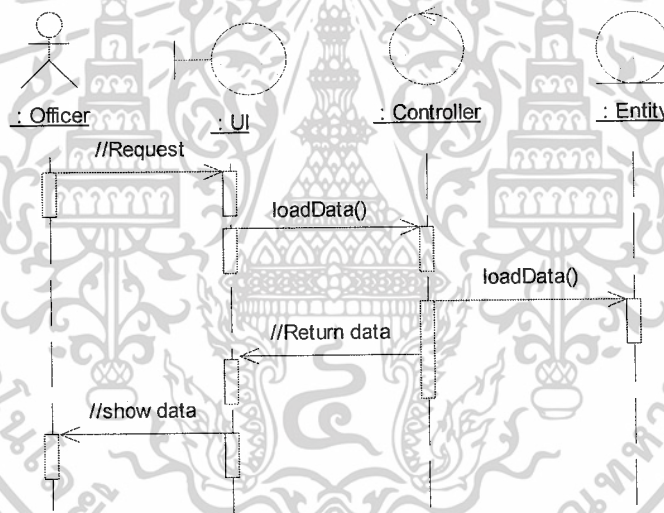 : Officer
: UI
: Controller
: Entity
//Request
loadData()
loadData()
//Return data
//show data